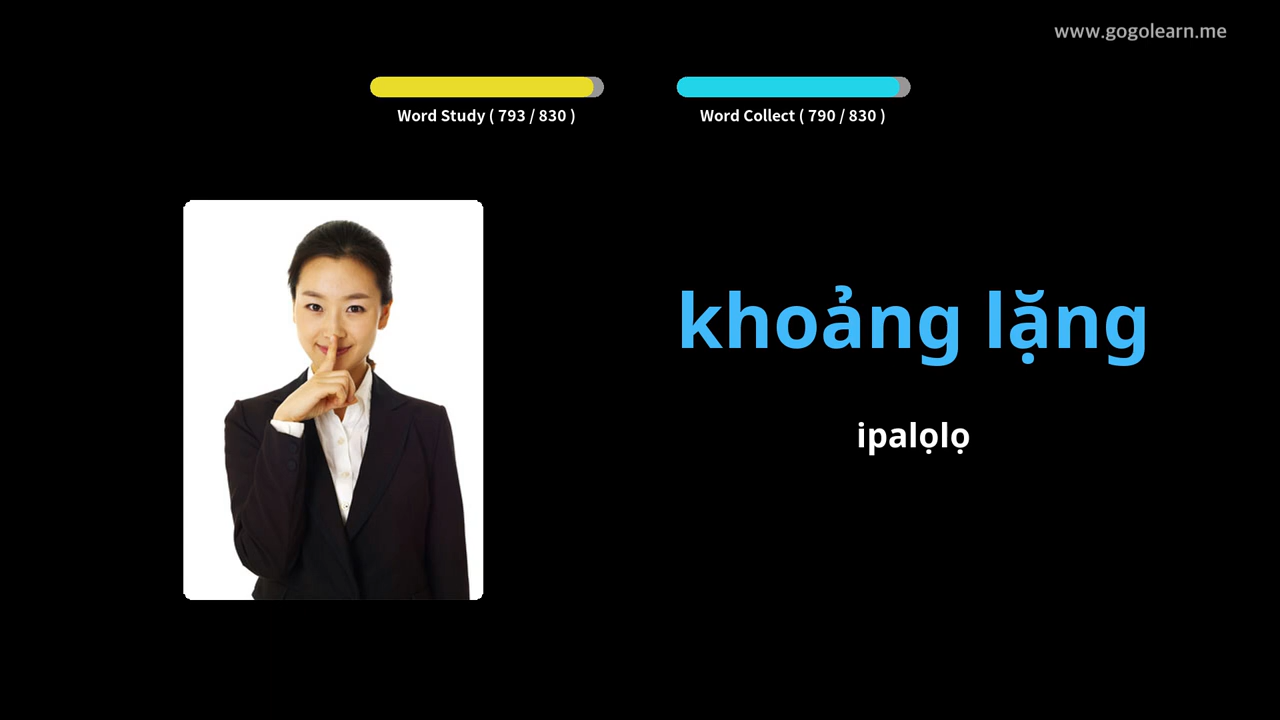 www.gogolearn.me
Word Study ( 793 / 830 )
Word Collect ( 790 / 830 )
khoảng lặng
ipalọlọ